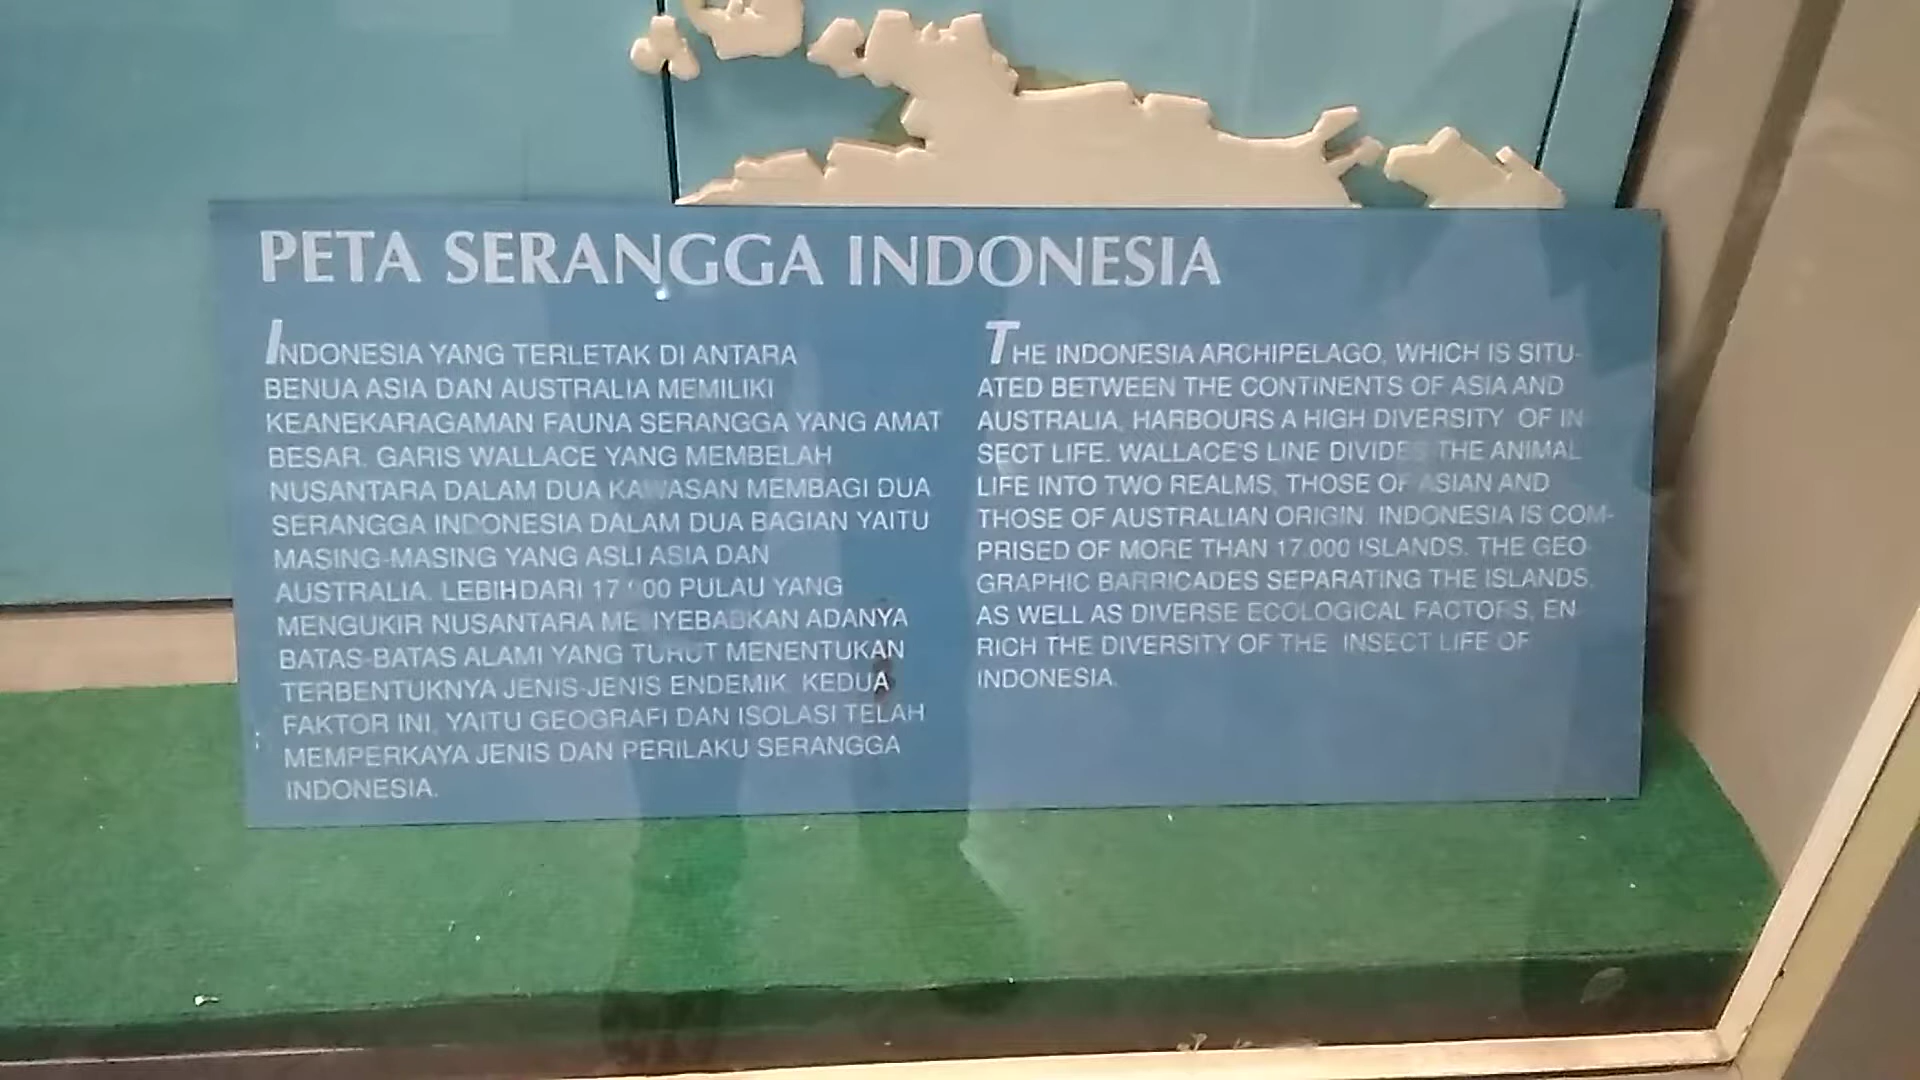 PETA SERANGGA INDONESIA
INDONESIA YANG TERLETAK DI ANTARA
BENUA ASIA DAN AUSTRALIA MEMILIKI
KEANEKARAGAMAN FAUNA SERANGGA YANG AMAT
BESAR. GARIS WALLACE YANG MEMBELAH
NUSANTARA DALAM DUA KAWASAN MEMBAGI DUA
SERANGGA INDONESIA DALAM DUA BAGIAN YAITU
MASING-MASING YANG ASLI ASIA DAN
AUSTRALIA. LEBIH DARI 17.000 PULAU YANG
MENGUKIR NUSANTARA MENYEBABKAN ADANYA
BATAS-BATAS ALAMI YANG TURUT MENENTUKAN
TERBENTUKNYA JENIS-JENIS ENDEMIK. KEDUA
FAKTOR INI, YAITU GEOGRAFI DAN ISOLASI TELAH
MEMPERKAYA JENIS DAN PERILAKU SERANGGA
INDONESIA.
THE INDONESIA ARCHIPELAGO, WHICH IS SITU-
ATED BETWEEN THE CONTINENTS OF ASIA AND
AUSTRALIA, HARBOURS A HIGH DIVERSITY OF IN
SECT LIFE. WALLACE'S LINE DIVIDES THE ANIMAL
LIFE INTO TWO REALMS, THOSE OF ASIAN AND
THOSE OF AUSTRALIAN ORIGIN. INDONESIA IS COM-
PRISED OF MORE THAN 17.000 ISLANDS. THE GEO-
GRAPHIC BARRICADES SEPARATING THE ISLANDS,
AS WELL AS DIVERSE ECOLOGICAL FACTORS, EN
RICH THE DIVERSITY OF THE INSECT LIFE OF
INDONESIA.